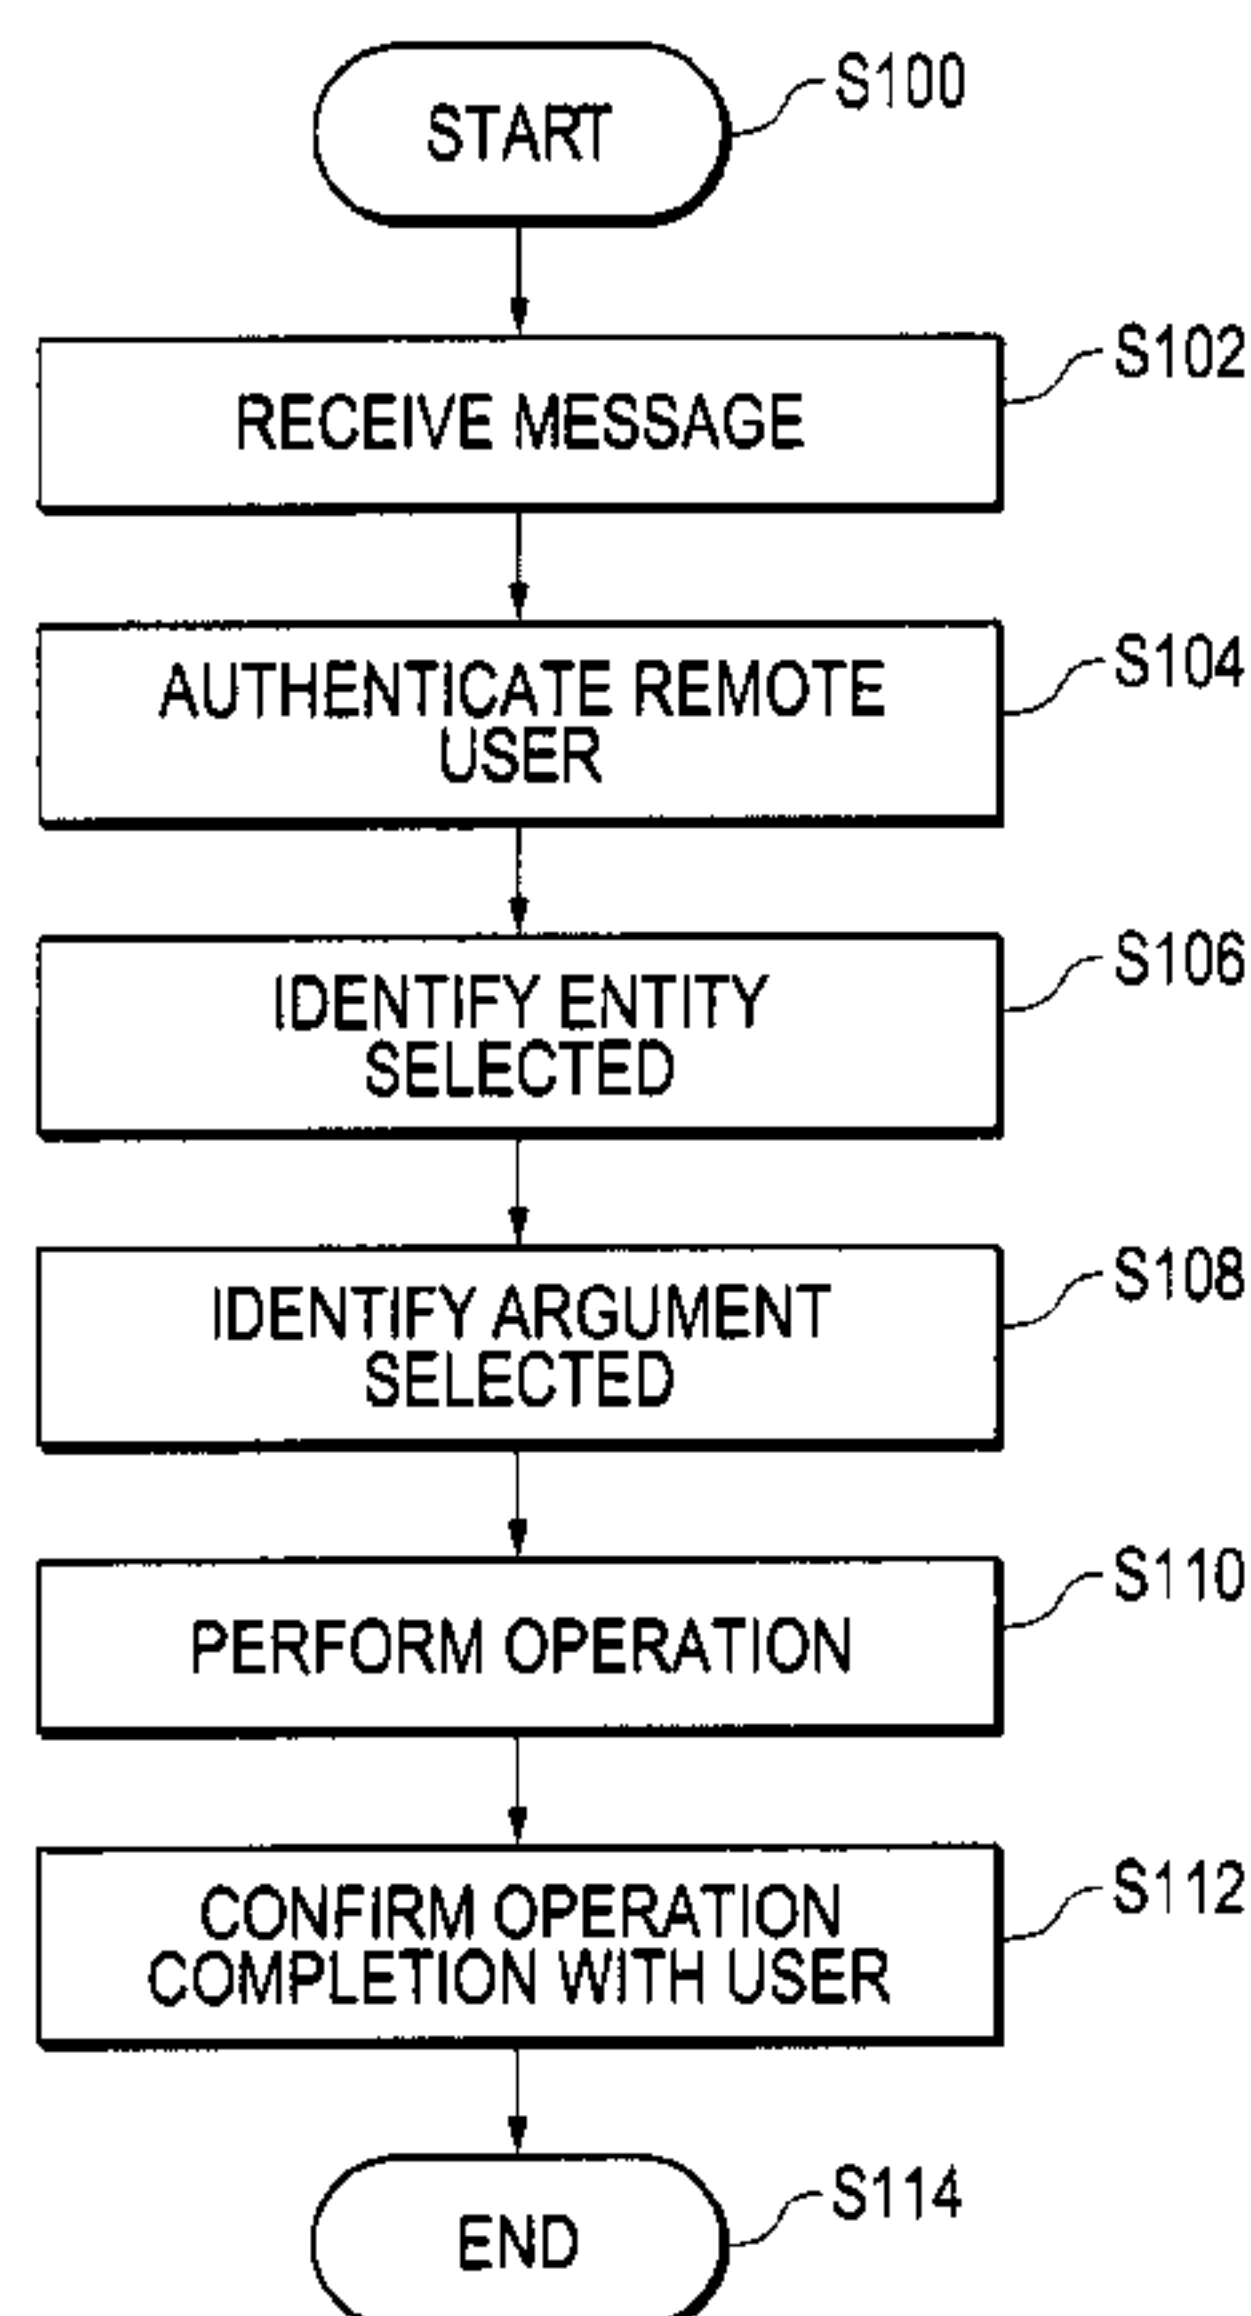 START
S100
RECEIVE MESSAGE
S102
AUTHENTICATE REMOTE
USER
S104
IDENTIFY ENTITY
SELECTED
S106
IDENTIFY ARGUMENT
SELECTED
S108
PERFORM OPERATION
S110
CONFIRM OPERATION
COMPLETION WITH USER
S112
END
S114